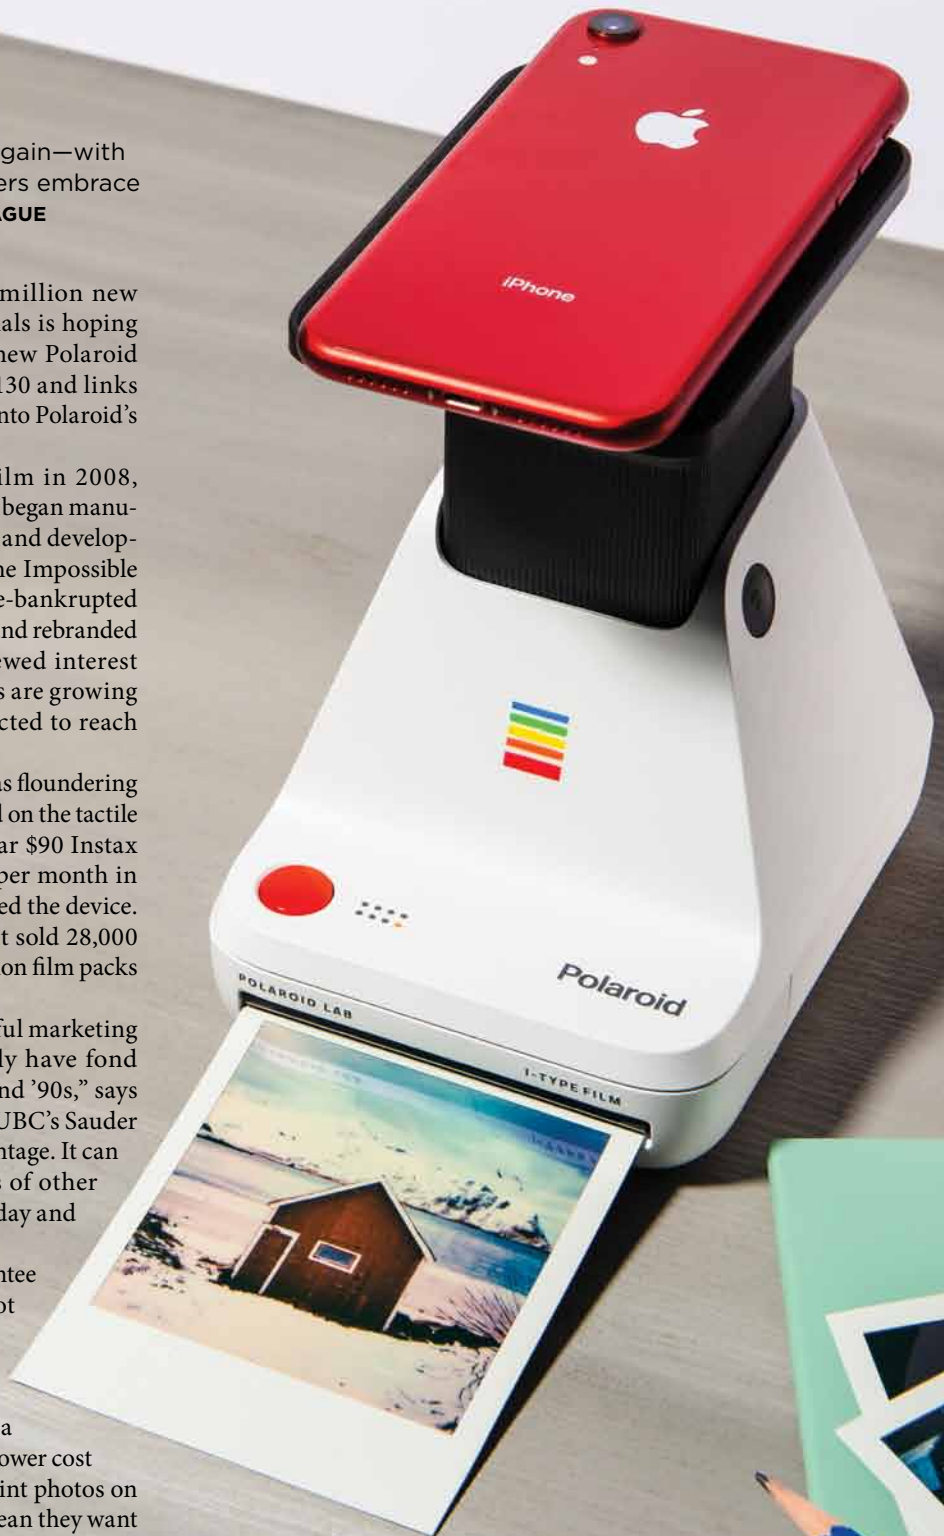 gain—with
ers embrace
AGUE
million new
als is hoping
new Polaroid
130 and links
nto Polaroid's
ilm in 2008,
began manu-
and develop-
he Impossible
e-bankrupted
nd rebranded
ewed interest
s are growing
cted to reach
as floundering
l on the tactile
ar $90 Instax
per month in
ed the device.
t sold 28,000
on film packs
ful marketing
ly have fond
nd ’90s,” says
UBC's Sauder
ntage. It can
s of other
day and
ntee
ot
a
ower cost
int photos on
ean they want
iPhone
Polaroid
POLAROID LAB
I-TYPE FILM